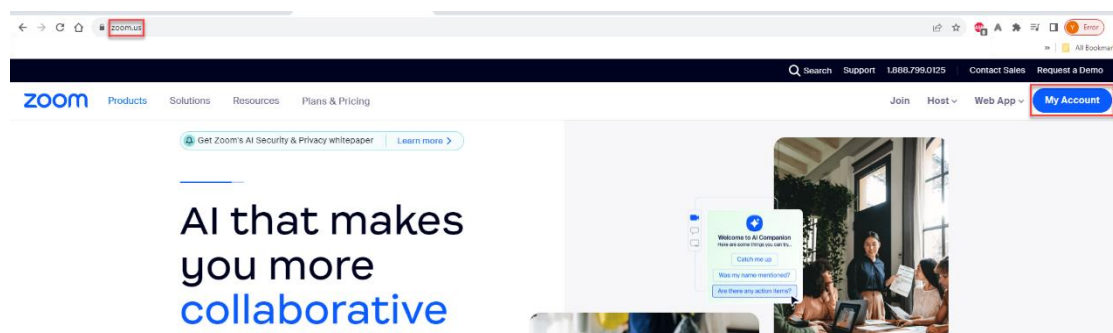 zoom.us
Error
All Bookmar
Search Support 1.888.799.0125 Contact Sales Request a Demo
zoom Products Solutions Resources Plans & Pricing Join Host Web App My Account
Get Zoom's AI Security & Privacy whitepaper Learn more
AI that makes
you more
collaborative
Welcome to AI Companion
Here are some things you can try...
Catch me up
Was my name mentioned?
Are there any action items?